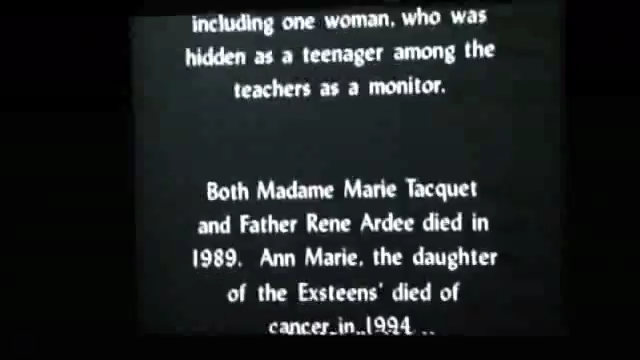 including one woman, who was
hidden as a teenager among the
teachers as a monitor.
Both Madame Marie Tacquet
and Father Rene Ardee died in
1989. Ann Marie, the daughter
of the Exsteens' died of
cancer in 1994